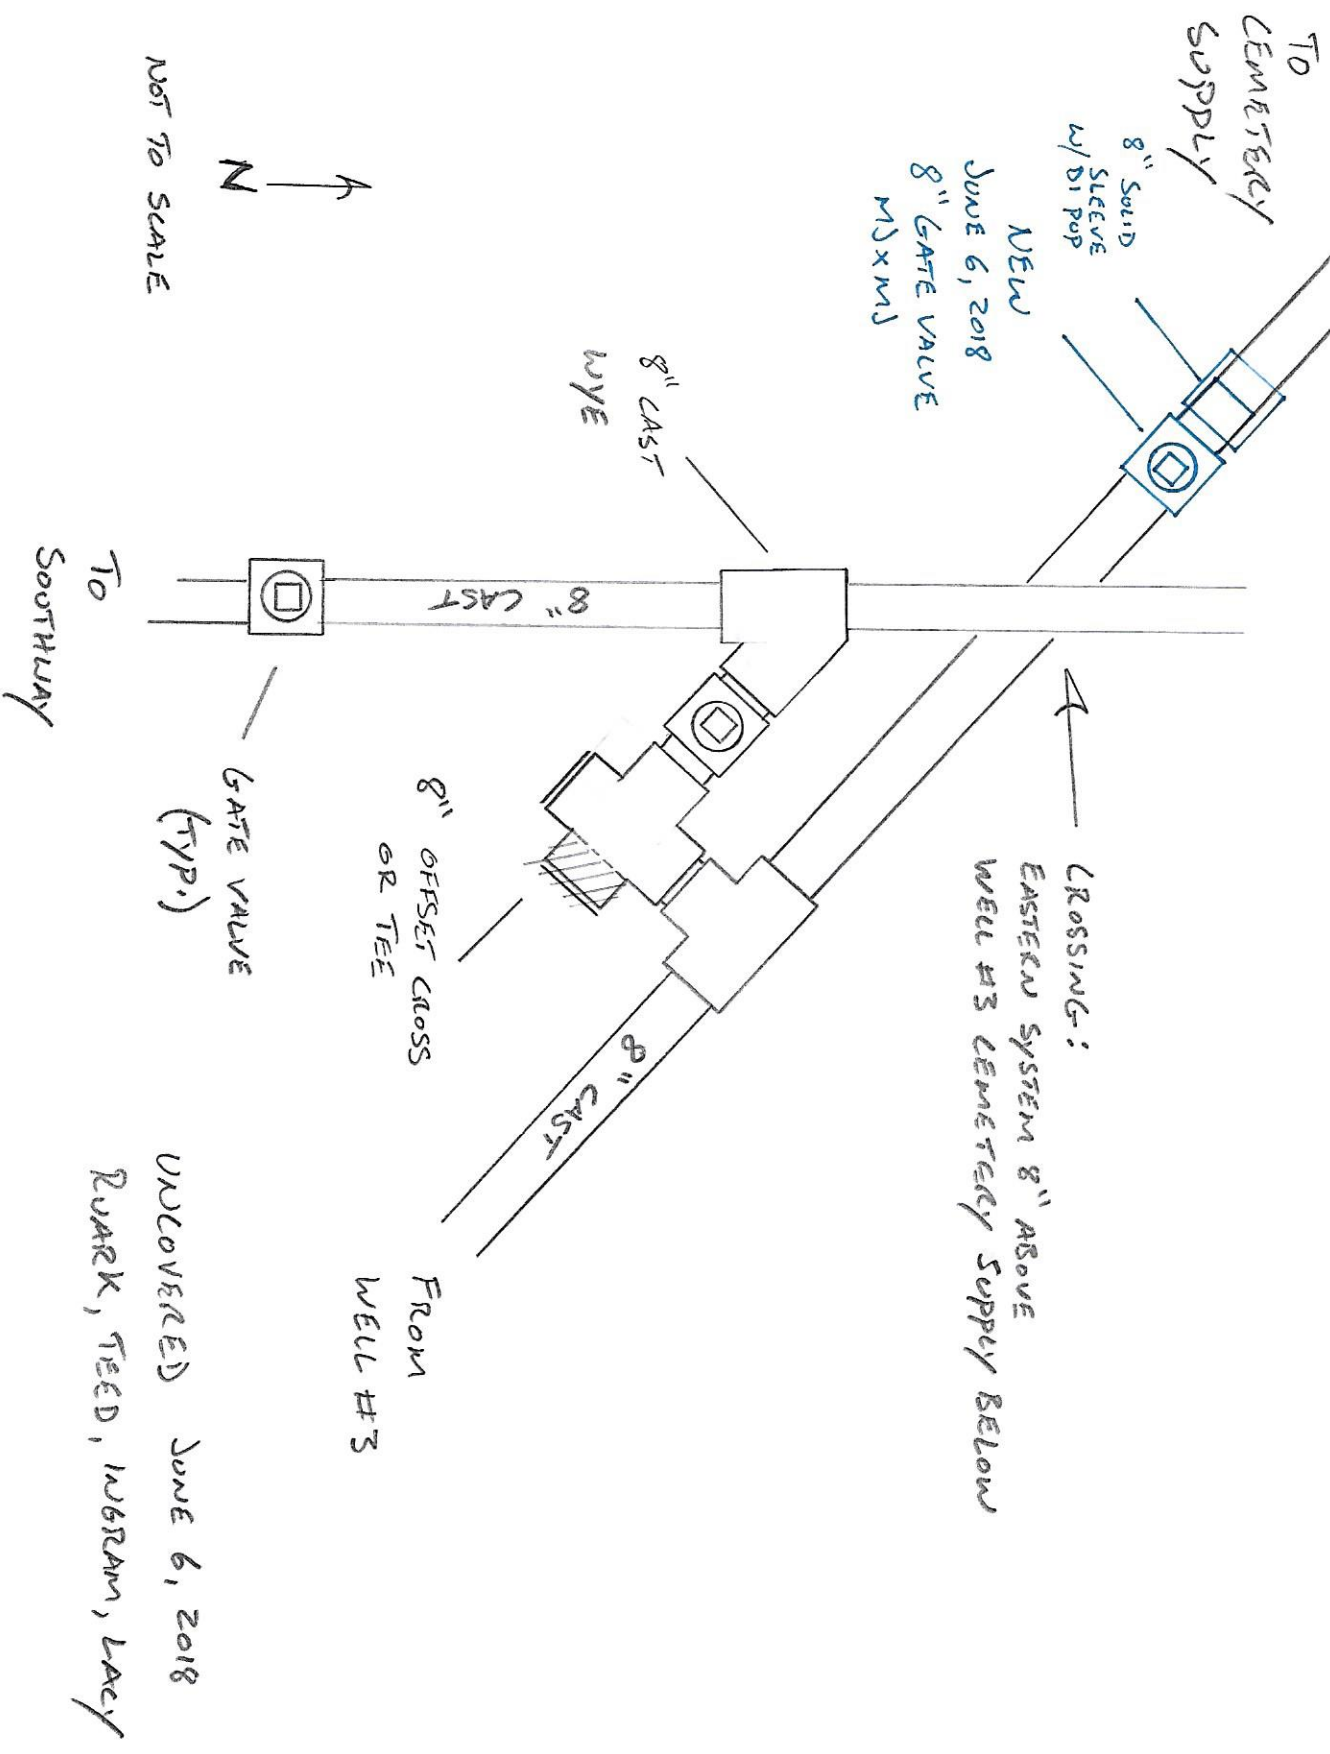 TO
CEMETERY
SUPPLY
8" SOLID
SLEEVE
W/ DI PUP
NEW
JUNE 6, 2018
8" GATE VALVE
MJ x MJ
CROSSING:
EASTERN SYSTEM 8" ABOVE
WELL #3 CEMETERY SUPPLY BELOW
8" CAST
WYE
8" CAST
8" CAST
8" OFFSET CROSS
OR TEE
FROM
WELL #3
N
NOT TO SCALE
TO
SOUTHWAY
GATE VALVE
(TYP.)
UNCOVERED JUNE 6, 2018
RUARK, TEED, INGRAM, LACY